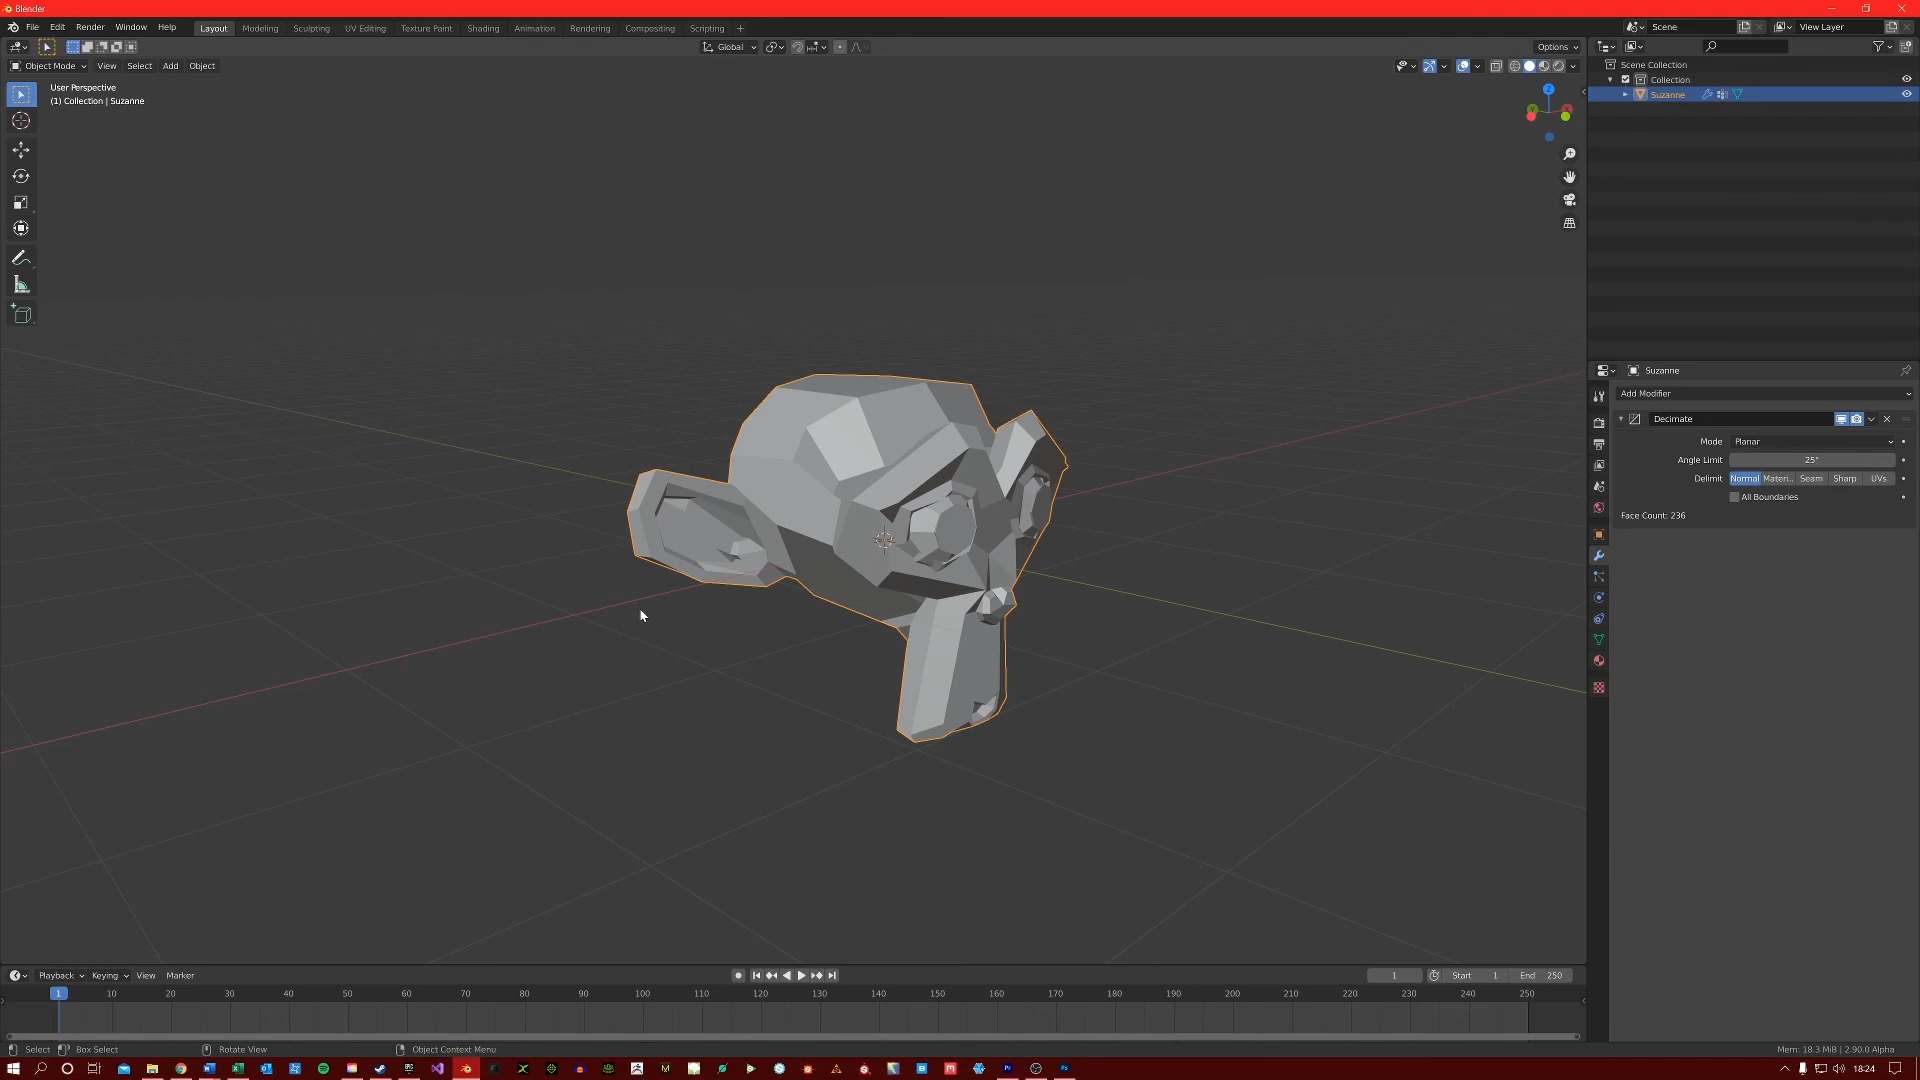 Blender
File Edit Render Window Help Layout Modeling Sculpting UV Editing Texture Paint Shading Animation Rendering Compositing Scripting + Scene View Layer
Global Options
Object Mode View Select Add Object
User Perspective
(1) Collection | Suzanne
Z
Scene Collection
Collection
Suzanne
Suzanne
Add Modifier
Decimate
Mode Planar
Angle Limit 25°
Delimit Normal Materi.. Seam Sharp UVs
All Boundaries
Face Count: 236
Playback Keying View Marker 1 Start 1 End 250
1 10 20 30 40 50 60 70 80 90 100 110 120 130 140 150 160 170 180 190 200 210 220 230 240 250
Select Box Select Rotate View Object Context Menu Mem: 18.3 MiB | 2.90.0 Alpha
18:24